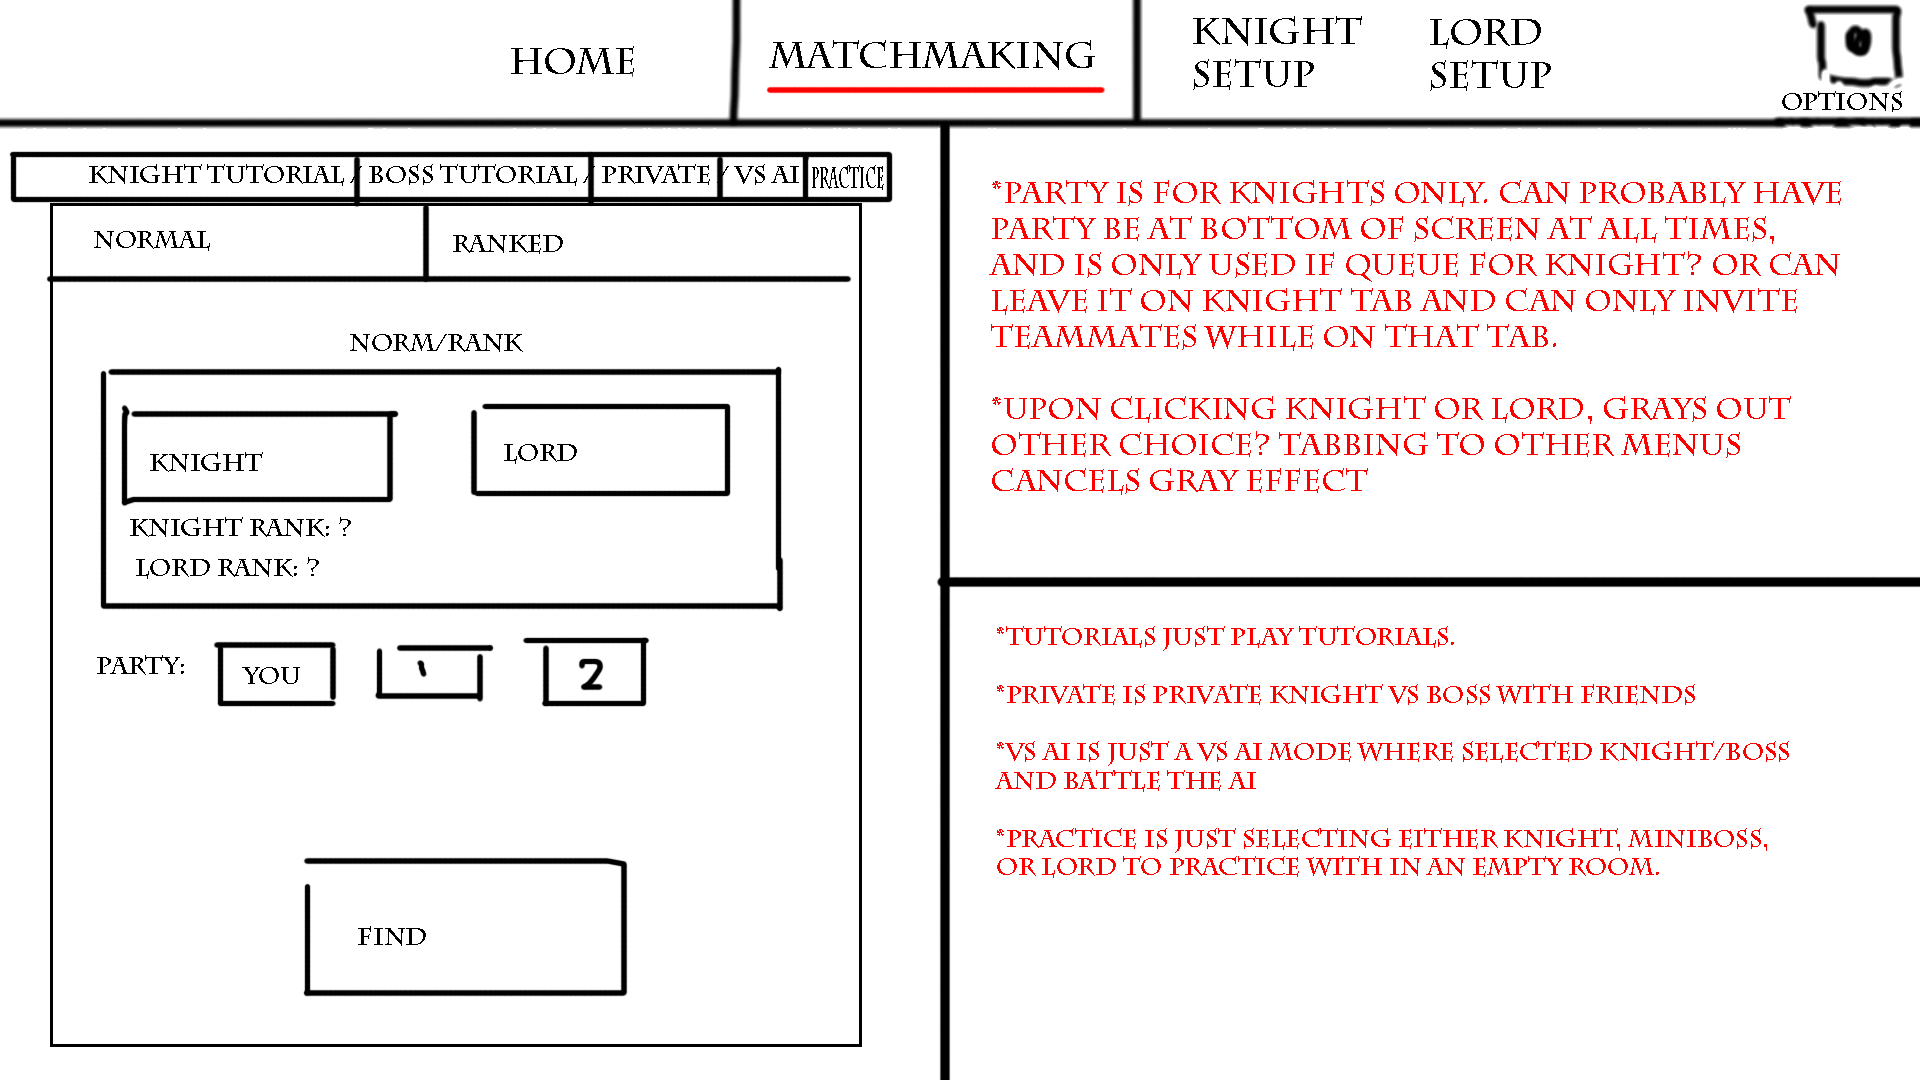 HOME
MATCHMAKING
KNIGHT
SETUP
LORD
SETUP
OPTIONS
KNIGHT TUTORIAL / BOSS TUTORIAL / PRIVATE / VS AI PRACTICE
NORMAL
RANKED
NORM/RANK
KNIGHT
LORD
KNIGHT RANK: ?
LORD RANK: ?
PARTY:
YOU
2
FIND
*PARTY IS FOR KNIGHTS ONLY. CAN PROBABLY HAVE
PARTY BE AT BOTTOM OF SCREEN AT ALL TIMES,
AND IS ONLY USED IF QUEUE FOR KNIGHT? OR CAN
LEAVE IT ON KNIGHT TAB AND CAN ONLY INVITE
TEAMMATES WHILE ON THAT TAB.
*UPON CLICKING KNIGHT OR LORD, GRAYS OUT
OTHER CHOICE? TABBING TO OTHER MENUS
CANCELS GRAY EFFECT
*TUTORIALS JUST PLAY TUTORIALS.
*PRIVATE IS PRIVATE KNIGHT VS BOSS WITH FRIENDS
*VS AI IS JUST A VS AI MODE WHERE SELECTED KNIGHT/BOSS
AND BATTLE THE AI
*PRACTICE IS JUST SELECTING EITHER KNIGHT, MINIBOSS,
OR LORD TO PRACTICE WITH IN AN EMPTY ROOM.